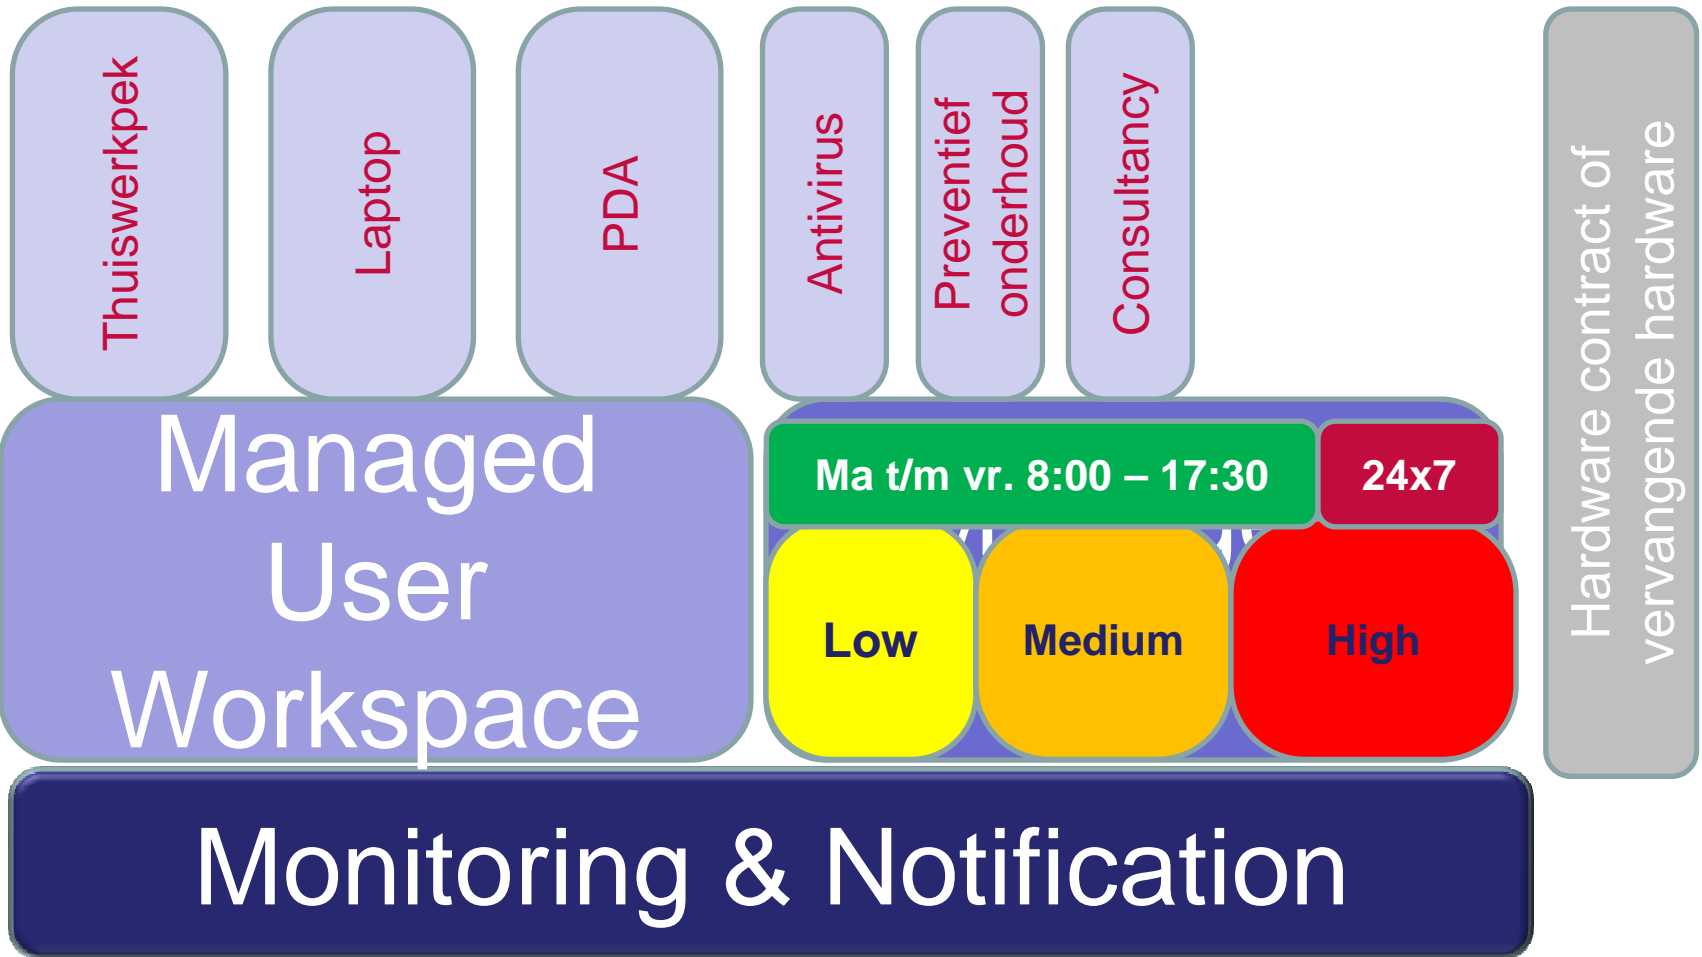 Thuiswerkpek
Laptop
PDA
Antivirus
Preventief
onderhoud
Consultancy
Hardware contract of
vervangende hardware
Managed
User
Workspace
Ma t/m vr. 8:00 – 17:30
24x7
Low
Medium
High
Monitoring & Notification